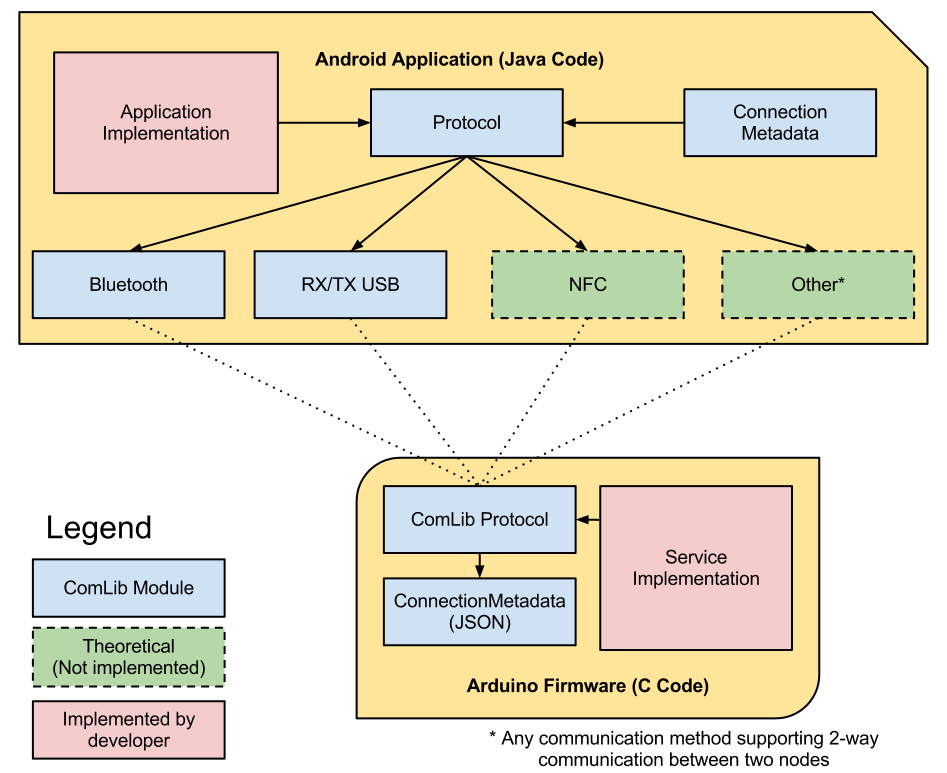 Android Application (Java Code)
Application
Implementation
Protocol
Connection
Metadata
Bluetooth
RX/TX USB
NFC
Other*
ComLib Protocol
Service
Implementation
ConnectionMetadata
(JSON)
Arduino Firmware (C Code)
Legend
ComLib Module
Theoretical
(Not implemented)
Implemented by
developer
* Any communication method supporting 2-way
communication between two nodes